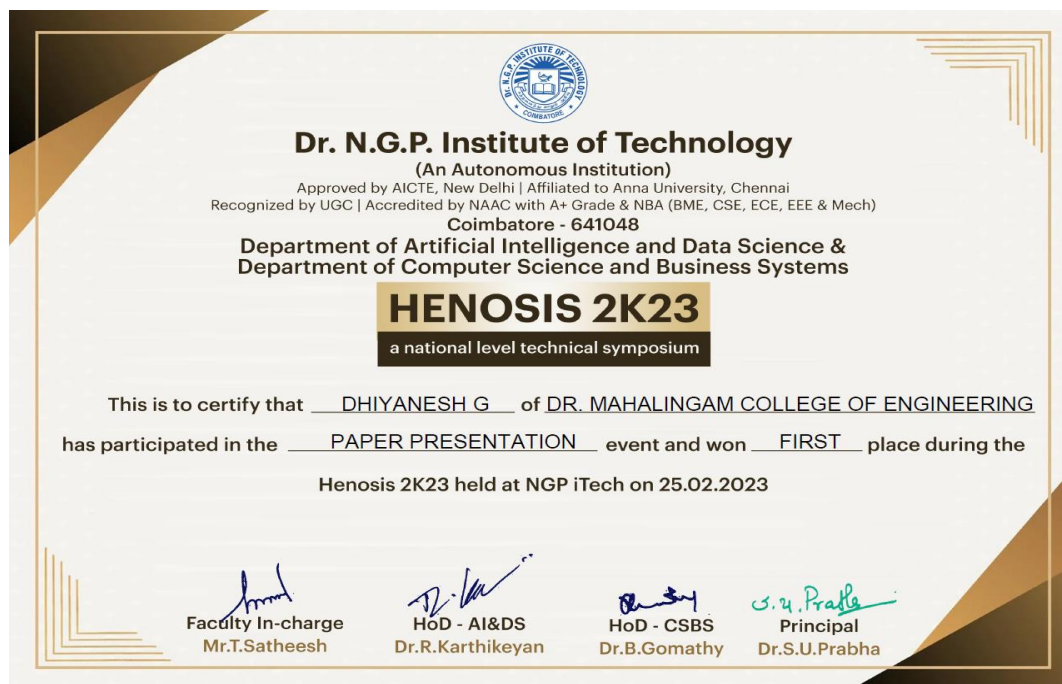 Dr. N.G.P. INSTITUTE OF TECHNOLOGY
COIMBATORE
Dr. N.G.P. Institute of Technology
(An Autonomous Institution)
Approved by AICTE, New Delhi | Affiliated to Anna University, Chennai
Recognized by UGC | Accredited by NAAC with A+ Grade & NBA (BME, CSE, ECE, EEE & Mech)
Coimbatore - 641048
Department of Artificial Intelligence and Data Science &
Department of Computer Science and Business Systems
HENOSIS 2K23
a national level technical symposium
This is to certify that DHIYANESH G of DR. MAHALINGAM COLLEGE OF ENGINEERING
has participated in the PAPER PRESENTATION event and won FIRST place during the
Henosis 2K23 held at NGP iTech on 25.02.2023
Faculty In-charge HoD - AI&DS HoD - CSBS Principal
Mr.T.Satheesh Dr.R.Karthikeyan Dr.B.Gomathy Dr.S.U.Prabha